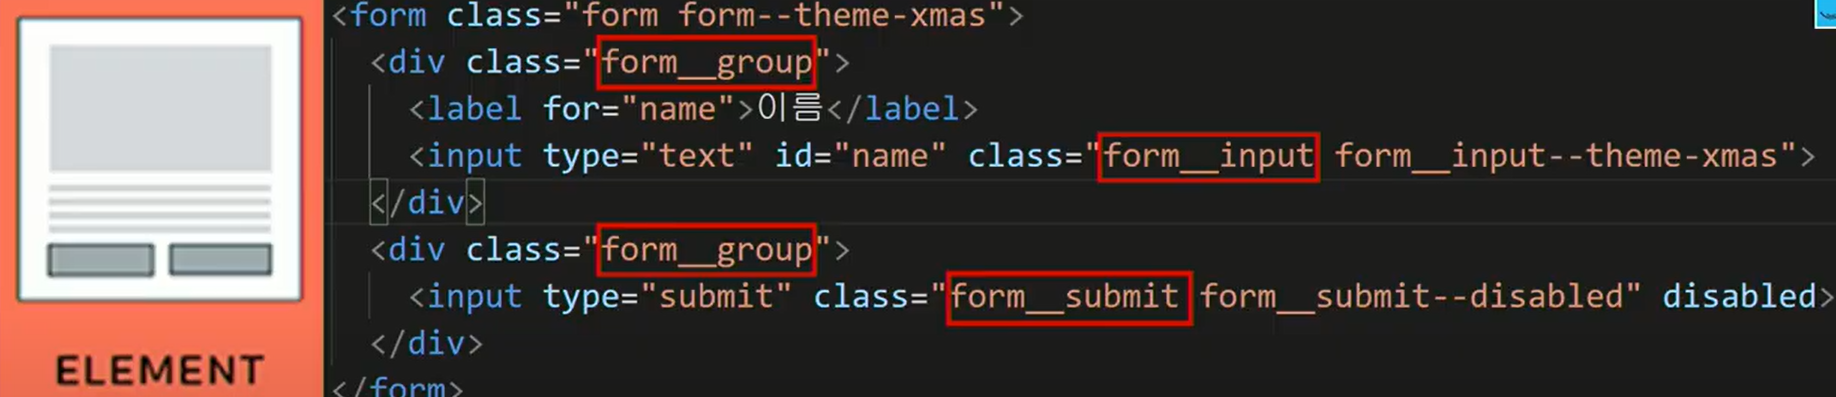 <form class="form form--theme-xmas">
<div class="form__group">
<label for="name">이름</label>
<input type="text" id="name" class="form__input form__input--theme-xmas">
</div>
<div class="form__group">
<input type="submit" class="form__submit form__submit--disabled" disabled>
</div>
</form>
ELEMENT